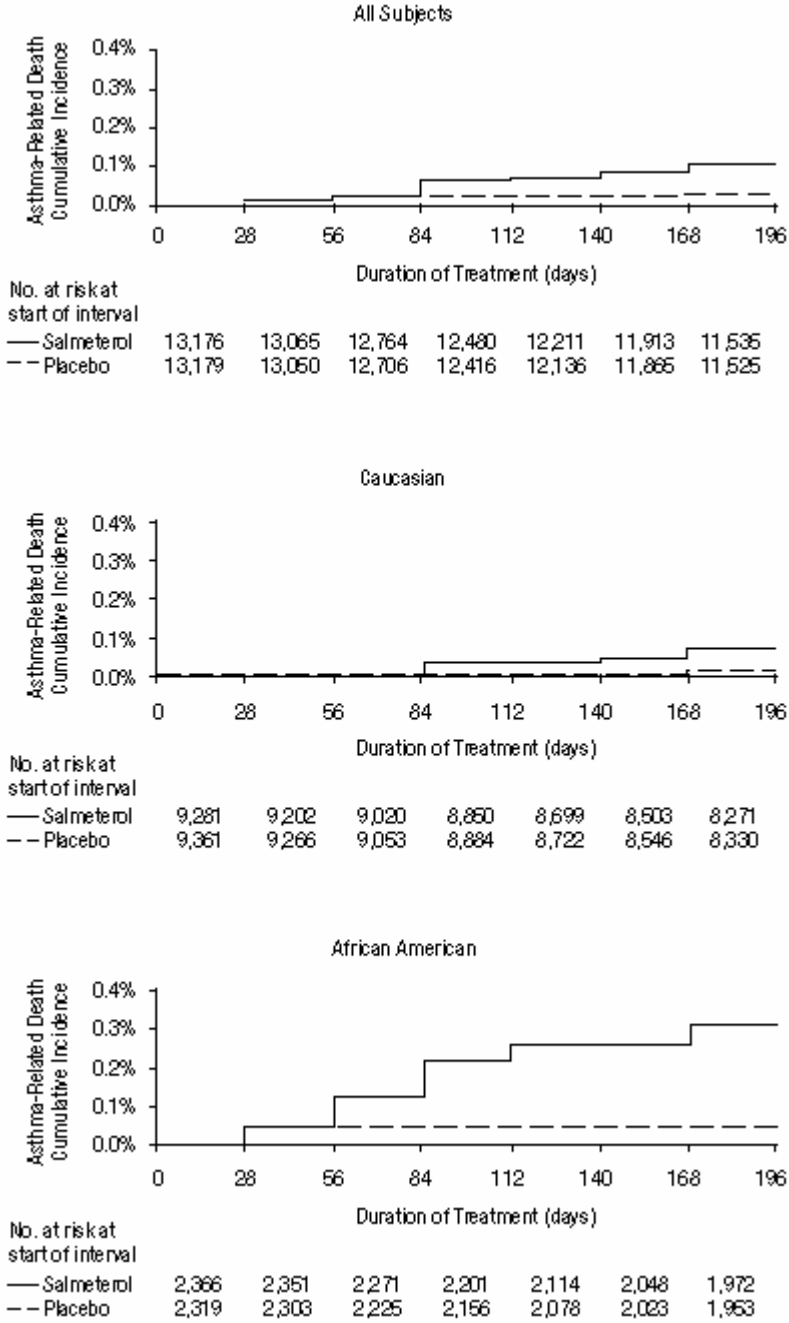 All Subjects
Asthma-Related Death
Cumulative Incidence
0.4%
0.3%
0.2%
0.1%
0.0%
0 28 56 84 112 140 168 196
Duration of Treatment (days)
No. at risk at
start of interval
Salmeterol 13,176 13,065 12,764 12,480 12,211 11,913 11,535
Placebo 13,179 13,050 12,706 12,416 12,136 11,865 11,525
Caucasian
Asthma-Related Death
Cumulative Incidence
0.4%
0.3%
0.2%
0.1%
0.0%
0 28 56 84 112 140 168 196
Duration of Treatment (days)
No. at risk at
start of interval
Salmeterol 9,281 9,202 9,020 8,850 8,699 8,503 8,271
Placebo 9,361 9,266 9,053 8,884 8,722 8,546 8,330
African American
Asthma-Related Death
Cumulative Incidence
0.4%
0.3%
0.2%
0.1%
0.0%
0 28 56 84 112 140 168 196
Duration of Treatment (days)
No. at risk at
start of interval
Salmeterol 2,366 2,351 2,271 2,201 2,114 2,048 1,972
Placebo 2,319 2,303 2,225 2,156 2,078 2,023 1,953